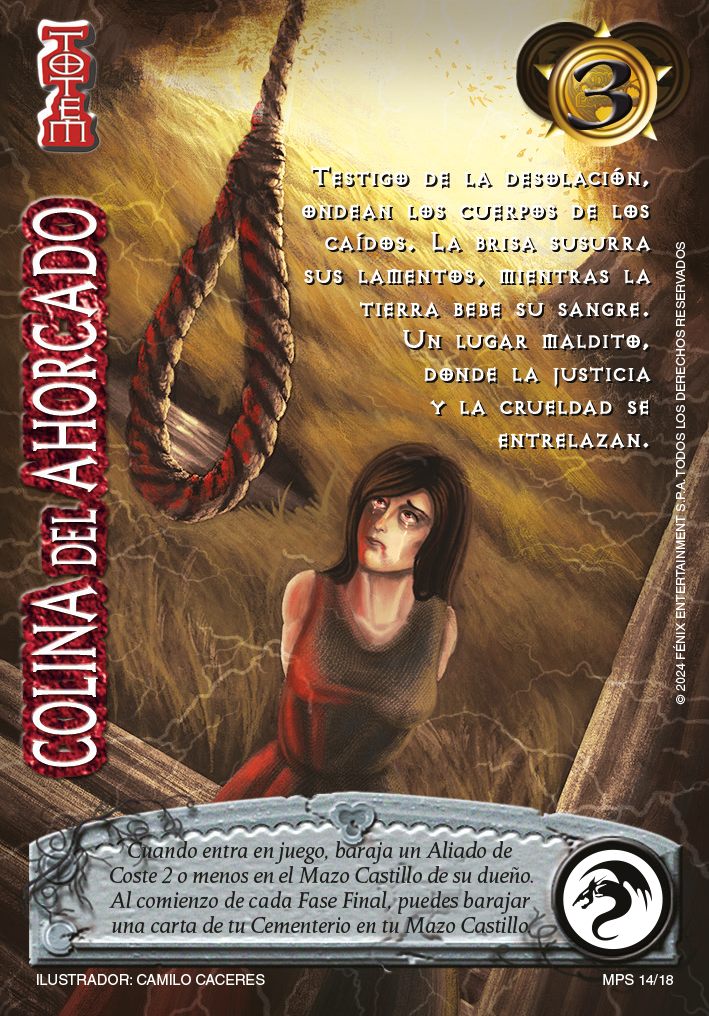 TOTEM
3
COLINA DEL AHORCADO
TESTIGO DE LA DESOLACIÓN,
ONDEAN LOS CUERPOS DE LOS
CAÍDOS. LA BRISA SUSURRA
SUS LAMENTOS, MIENTRAS LA
TIERRA BEBE SU SANGRE.
UN LUGAR MALDITO,
DONDE LA JUSTICIA
Y LA CRUELDAD SE
ENTRELAZAN.
© 2024 FÉNIX ENTERTAINMENT S.P.A. TODOS LOS DERECHOS RESERVADOS
Cuando entra en juego, baraja un Aliado de
Coste 2 o menos en el Mazo Castillo de su dueño.
Al comienzo de cada Fase Final, puedes barajar
una carta de tu Cementerio en tu Mazo Castillo
ILUSTRADOR: CAMILO CACERES
MPS 14/18